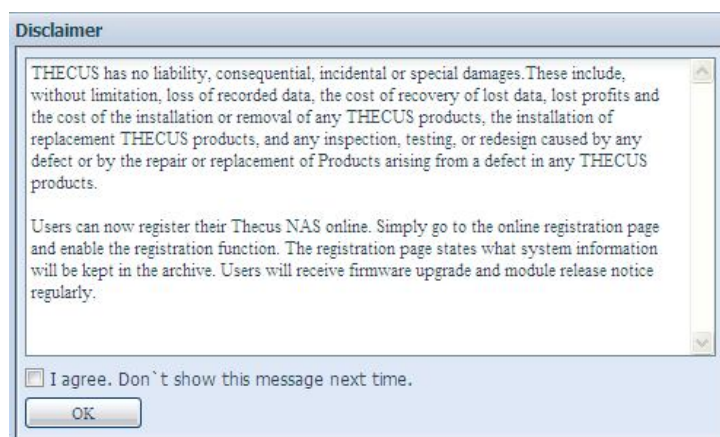 Disclaimer
THECUS has no liability, consequential, incidental or special damages.These include,
without limitation, loss of recorded data, the cost of recovery of lost data, lost profits and
the cost of the installation or removal of any THECUS products, the installation of
replacement THECUS products, and any inspection, testing, or redesign caused by any
defect or by the repair or replacement of Products arising from a defect in any THECUS
products.
Users can now register their Thecus NAS online. Simply go to the online registration page
and enable the registration function. The registration page states what system information
will be kept in the archive. Users will receive firmware upgrade and module release notice
regularly.
I agree. Don`t show this message next time.
OK